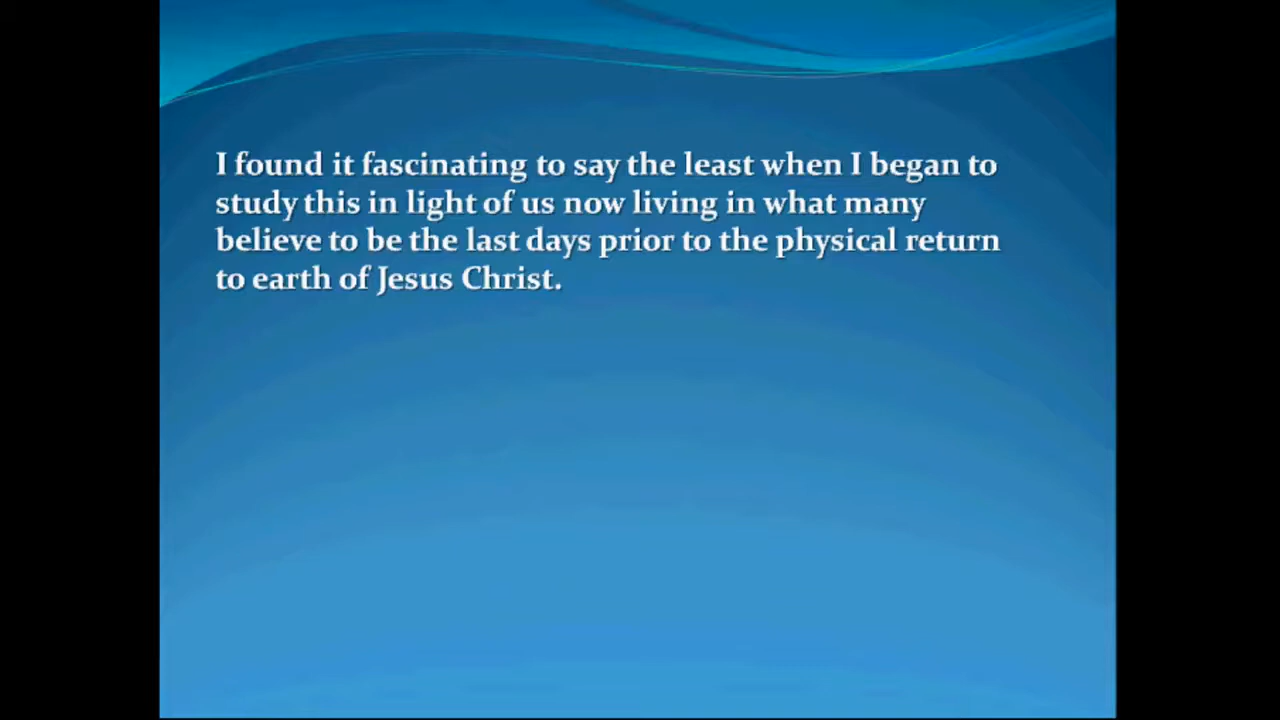 I found it fascinating to say the least when I began to
study this in light of us now living in what many
believe to be the last days prior to the physical return
to earth of Jesus Christ.